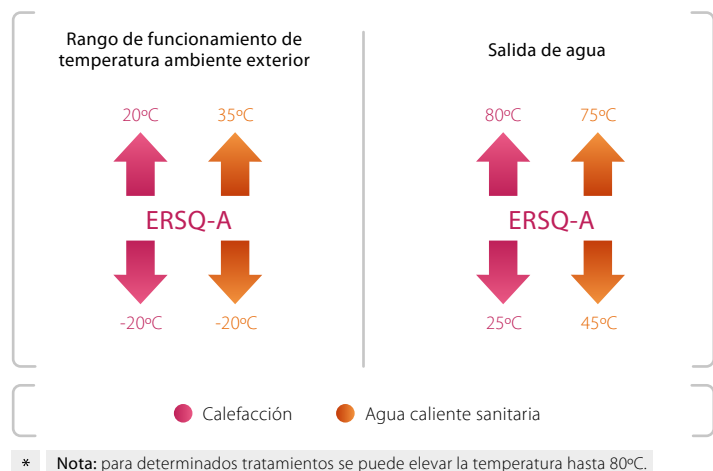 Rango de funcionamiento de
temperatura ambiente exterior
20ºC 35ºC
ERSQ-A
-20ºC -20ºC
Salida de agua
80ºC 75ºC
ERSQ-A
25ºC 45ºC
Calefacción Agua caliente sanitaria
* Nota: para determinados tratamientos se puede elevar la temperatura hasta 80ºC.